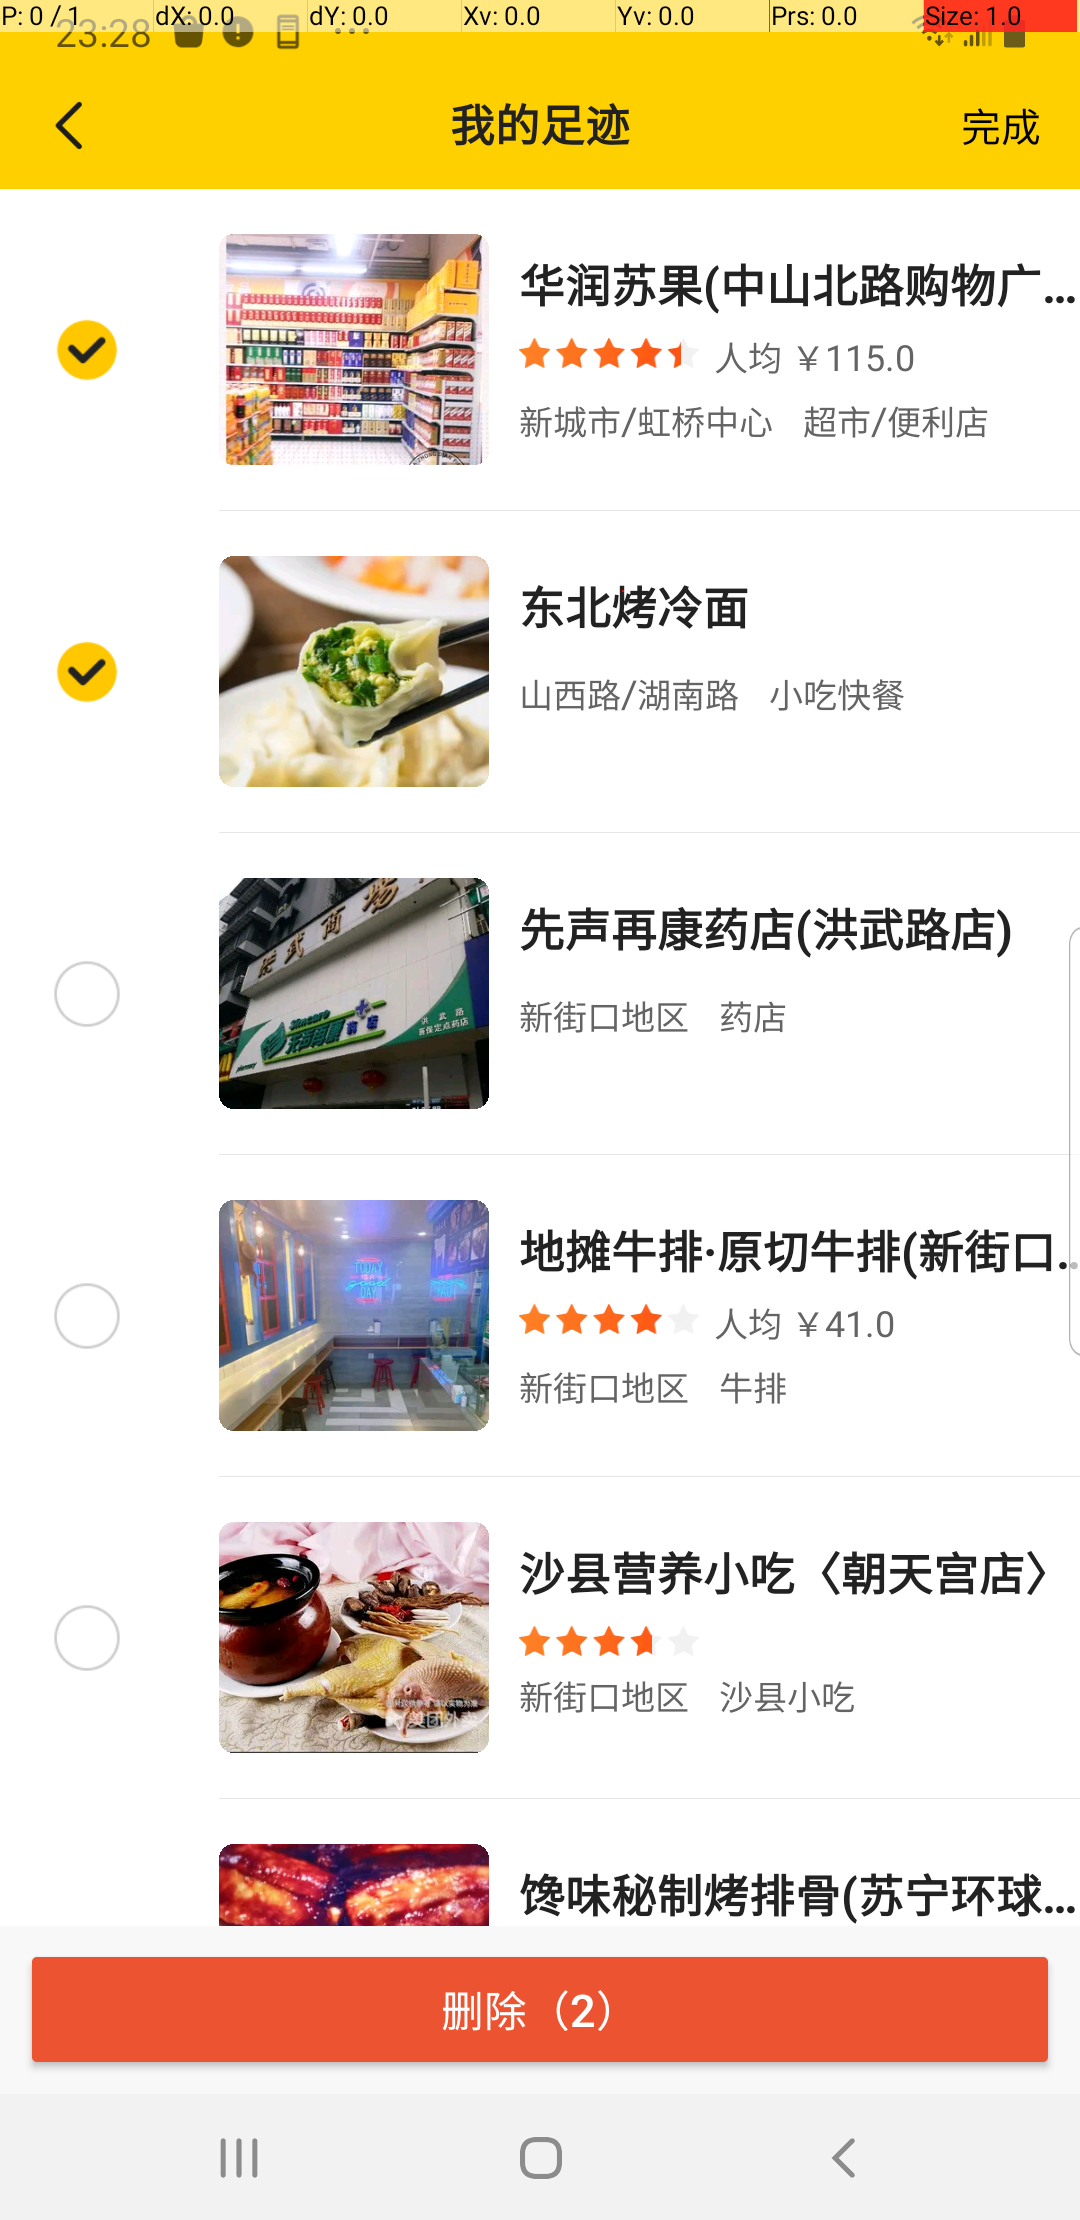 P: 0 / 1 dX: 0.0 dY: 0.0 Xv: 0.0 Yv: 0.0 Prs: 0.0 Size: 1.0
23:28
我的足迹 完成
华润苏果(中山北路购物广...
人均 ￥115.0
新城市/虹桥中心 超市/便利店
东北烤冷面
山西路/湖南路 小吃快餐
先声再康药店(洪武路店)
新街口地区 药店
地摊牛排·原切牛排(新街口...
人均 ￥41.0
新街口地区 牛排
沙县营养小吃〈朝天宫店〉
新街口地区 沙县小吃
馋味秘制烤排骨(苏宁环球...
删除（2）